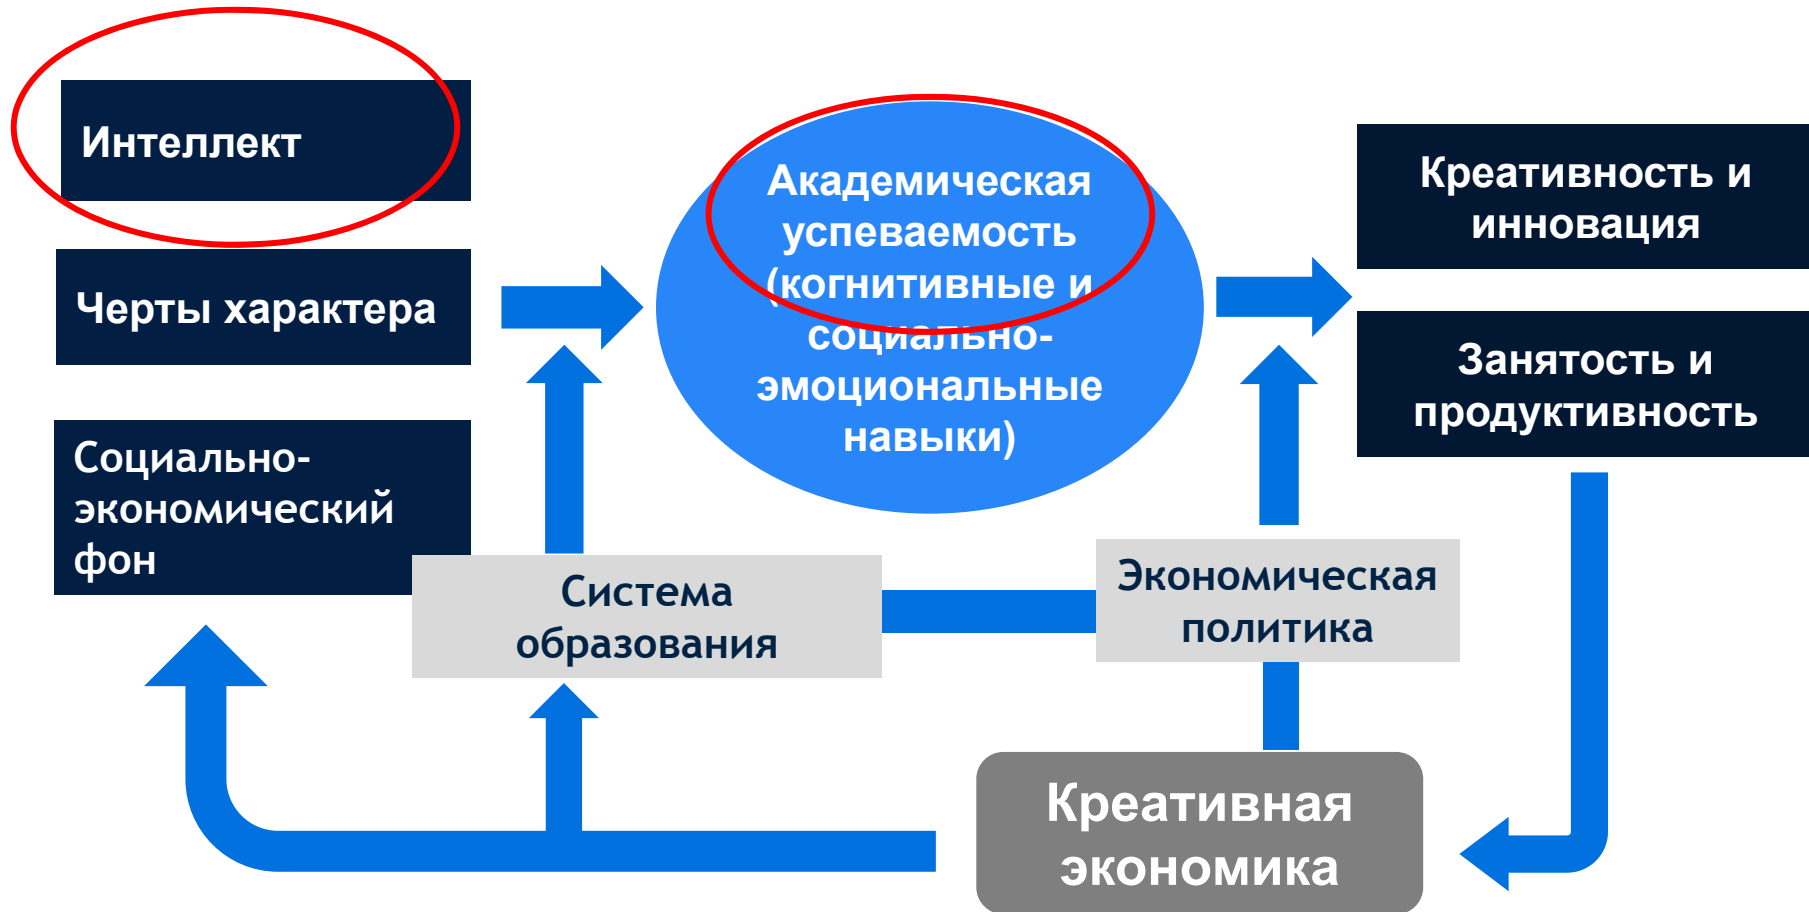 Интеллект
Черты характера
Социально-
экономический
фон
Академическая
успеваемость
(когнитивные и
социально-
эмоциональные
навыки)
Креативность и
инновация
Занятость и
продуктивность
Система
образования
Экономическая
политика
Креативная
экономика